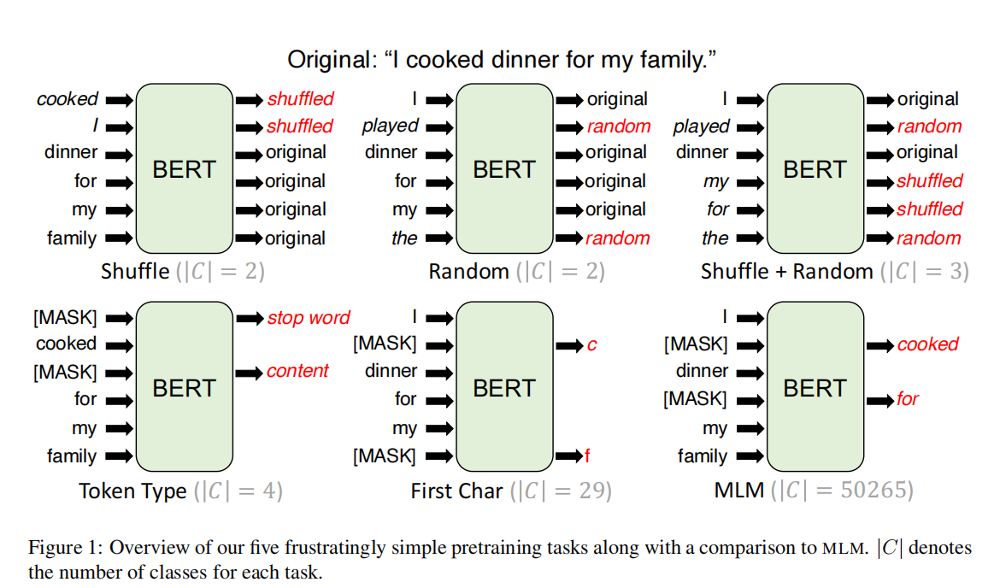 Original: “I cooked dinner for my family.”
cooked BERT shuffled
I shuffled
dinner original
for original
my original
family original
Shuffle (|C| = 2)
I BERT original
played random
dinner original
for original
my original
the random
Random (|C| = 2)
I BERT original
played random
dinner original
my shuffled
for shuffled
the random
Shuffle + Random (|C| = 3)
[MASK] BERT stop word
cooked
[MASK] content
for
my
family
Token Type (|C| = 4)
I BERT
[MASK] c
dinner
for
my
[MASK] f
First Char (|C| = 29)
I BERT
[MASK] cooked
dinner
[MASK] for
my
family
MLM (|C| = 50265)
Figure 1: Overview of our five frustratingly simple pretraining tasks along with a comparison to MLM. |C| denotes
the number of classes for each task.